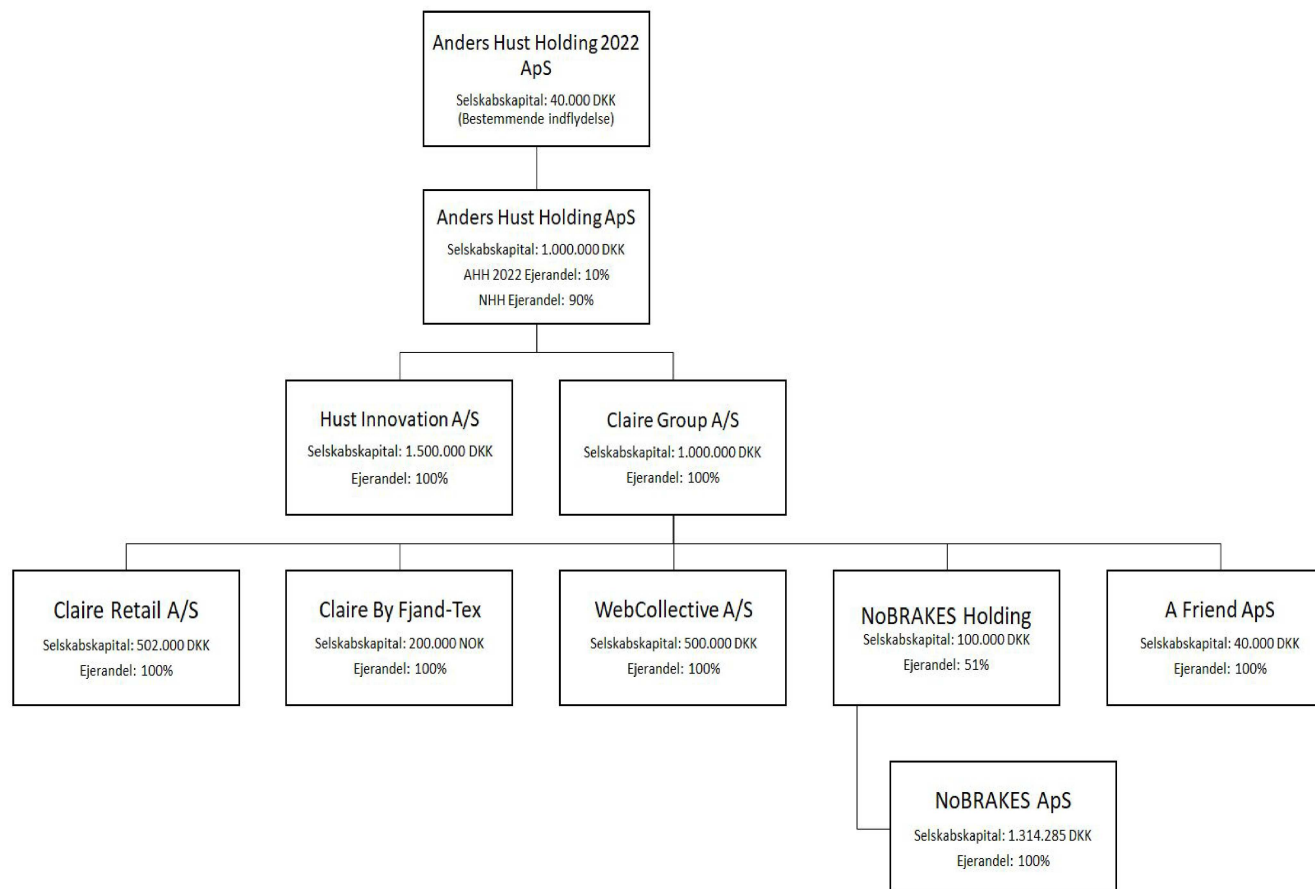 Anders Hust Holding 2022
ApS
Selskabskapital: 40.000 DKK
(Bestemmende indflydelse)
Anders Hust Holding ApS
Selskabskapital: 1.000.000 DKK
AHH 2022 Ejerandel: 10%
NHH Ejerandel: 90%
Hust Innovation A/S
Selskabskapital: 1.500.000 DKK
Ejerandel: 100%
Claire Group A/S
Selskabskapital: 1.000.000 DKK
Ejerandel: 100%
Claire Retail A/S
Selskabskapital: 502.000 DKK
Ejerandel: 100%
Claire By Fjand-Tex
Selskabskapital: 200.000 NOK
Ejerandel: 100%
WebCollective A/S
Selskabskapital: 500.000 DKK
Ejerandel: 100%
NoBRAKES Holding
Selskabskapital: 100.000 DKK
Ejerandel: 51%
A Friend ApS
Selskabskapital: 40.000 DKK
Ejerandel: 100%
NoBRAKES ApS
Selskabskapital: 1.314.285 DKK
Ejerandel: 100%